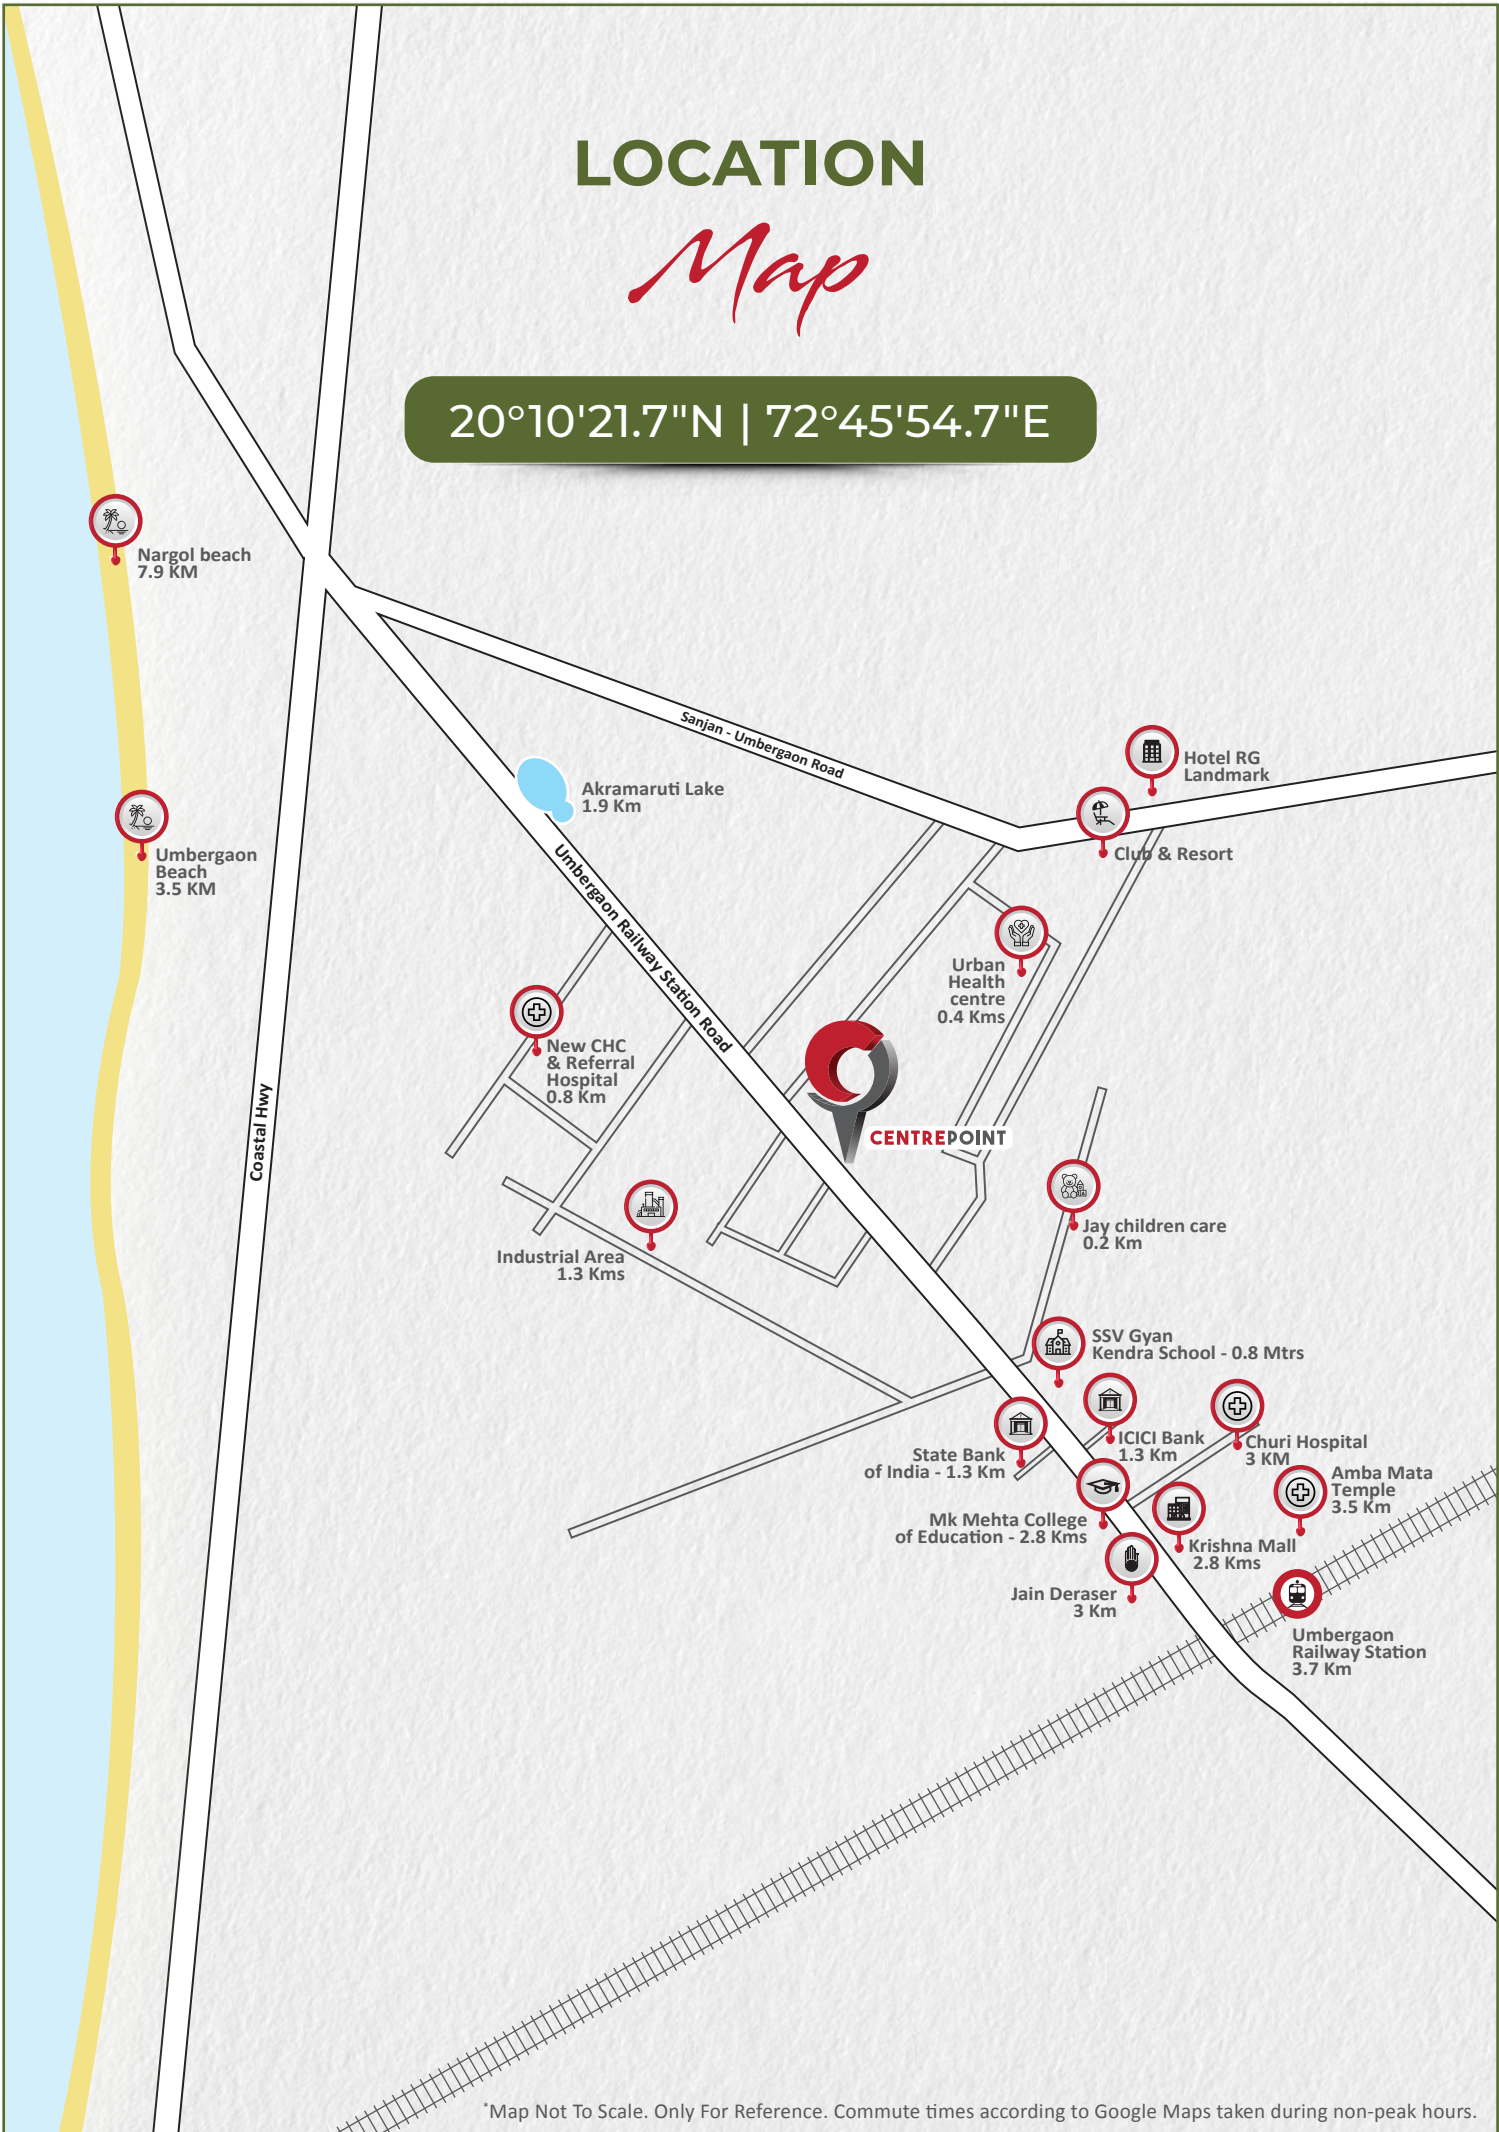 LOCATION
Map
20°10'21.7"N | 72°45'54.7"E
Nargol beach
7.9 KM
Sanjan - Umbergaon Road
Hotel RG
Landmark
Akramaruti Lake
1.9 Km
Club & Resort
Umbergaon
Beach
3.5 KM
Umbergaon Railway Station Road
Urban
Health
centre
0.4 Kms
New CHC
& Referral
Hospital
0.8 Km
Coastal Hwy
CENTREPOINT
Jay children care
0.2 Km
Industrial Area
1.3 Kms
SSV Gyan
Kendra School - 0.8 Mtrs
State Bank
of India - 1.3 Km
ICICI Bank
1.3 Km
Churi Hospital
3 KM
Amba Mata
Temple
3.5 Km
Mk Mehta College
of Education - 2.8 Kms
Krishna Mall
2.8 Kms
Jain Deraser
3 Km
Umbergaon
Railway Station
3.7 Km
*Map Not To Scale. Only For Reference. Commute times according to Google Maps taken during non-peak hours.